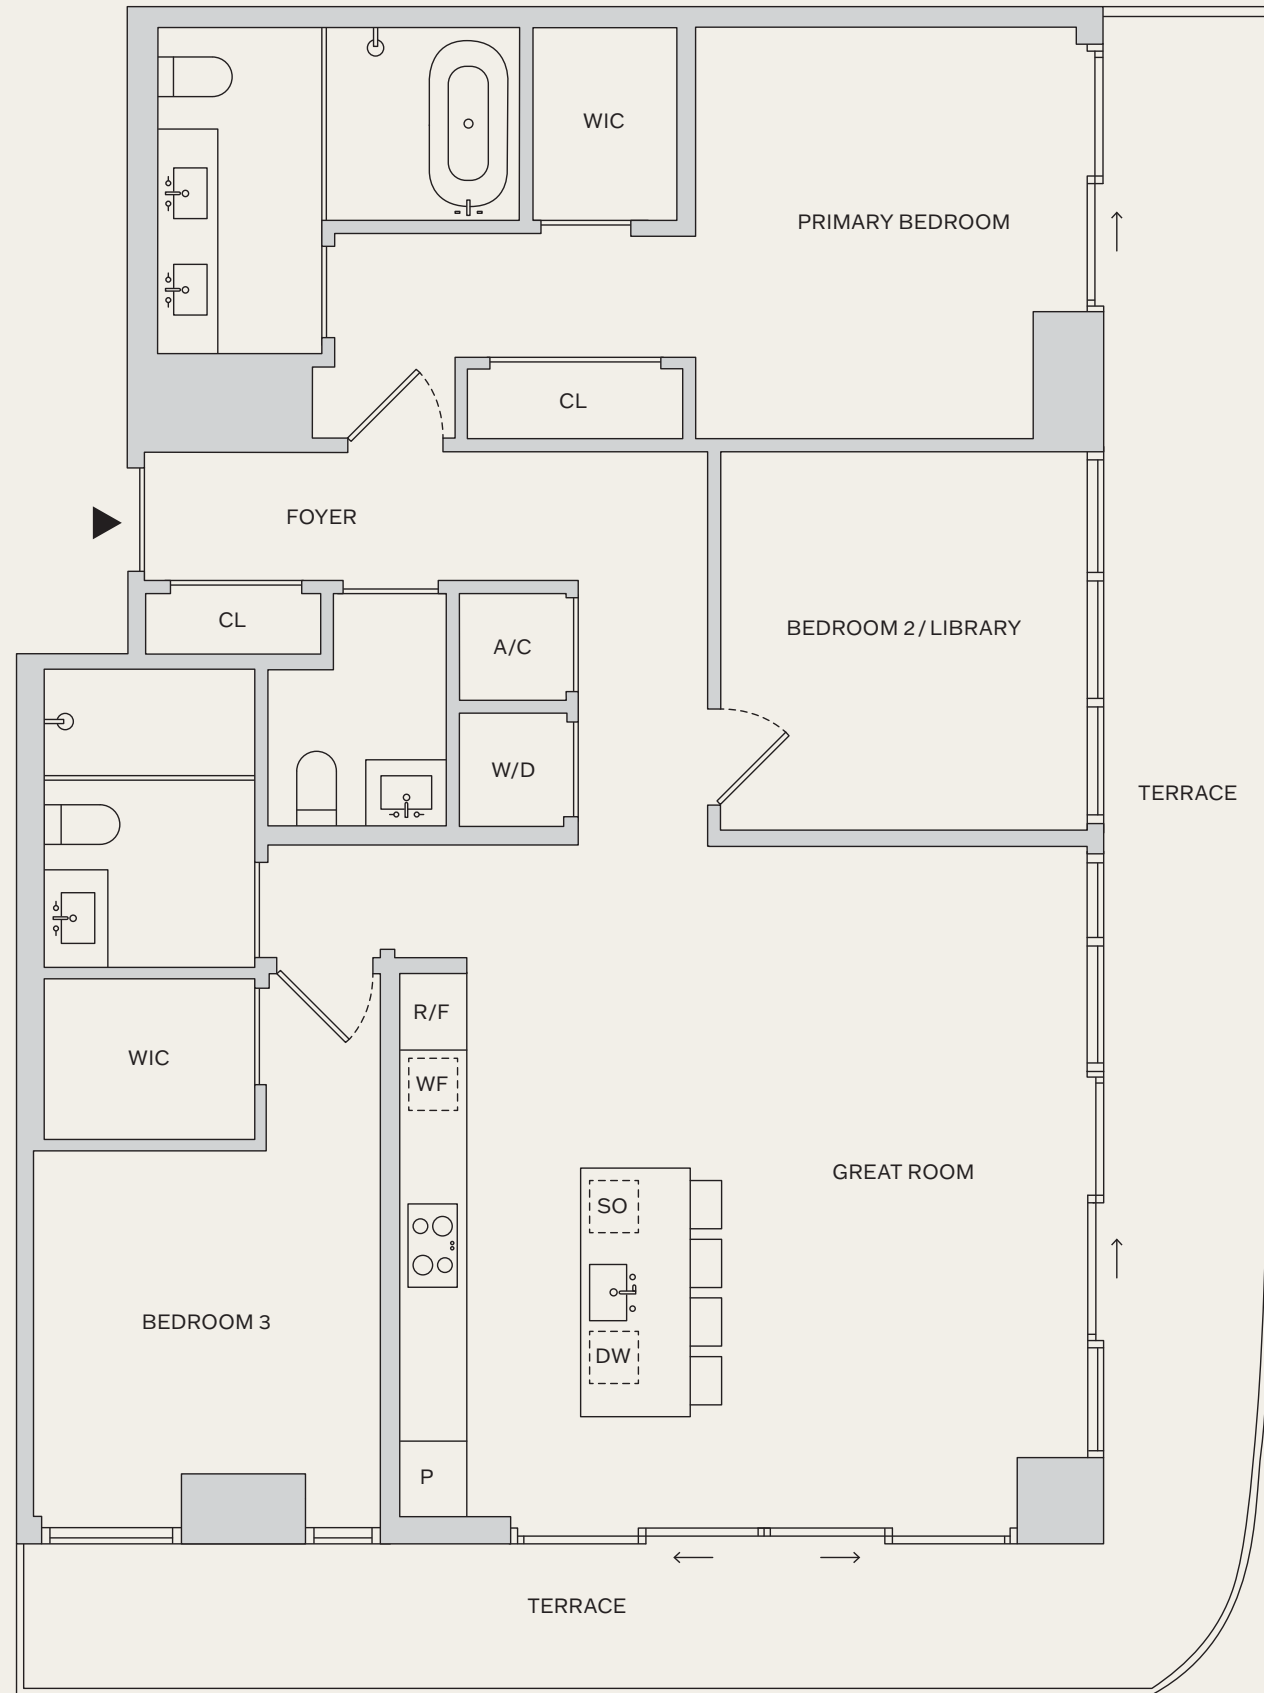 WIC
PRIMARY BEDROOM
CL
FOYER
CL
A/C
BEDROOM 2 / LIBRARY
W/D
TERRACE
R/F
WIC
WF
GREAT ROOM
SO
BEDROOM 3
DW
P
TERRACE